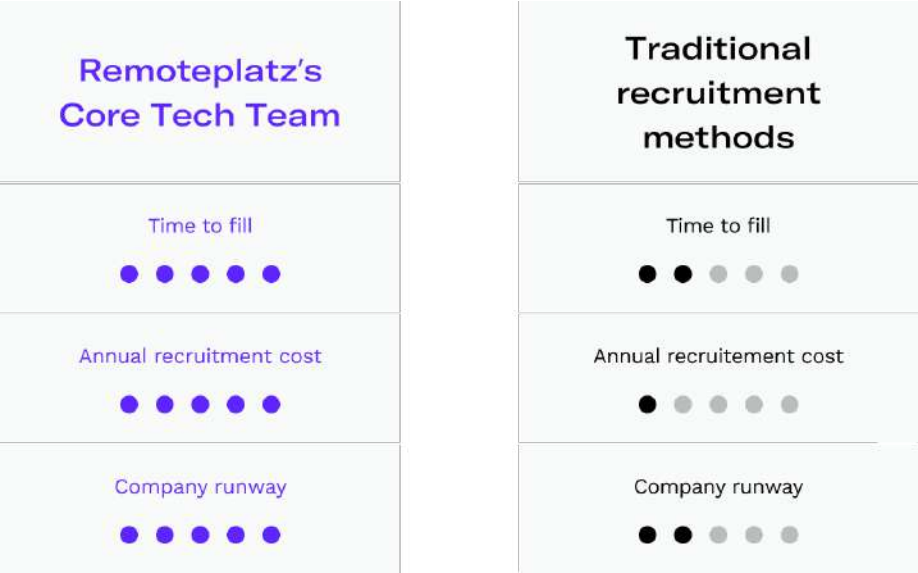 Remoteplatz's
Core Tech Team
Time to fill
Annual recruitment cost
Company runway
Traditional
recruitment
methods
Time to fill
Annual recruitement cost
Company runway